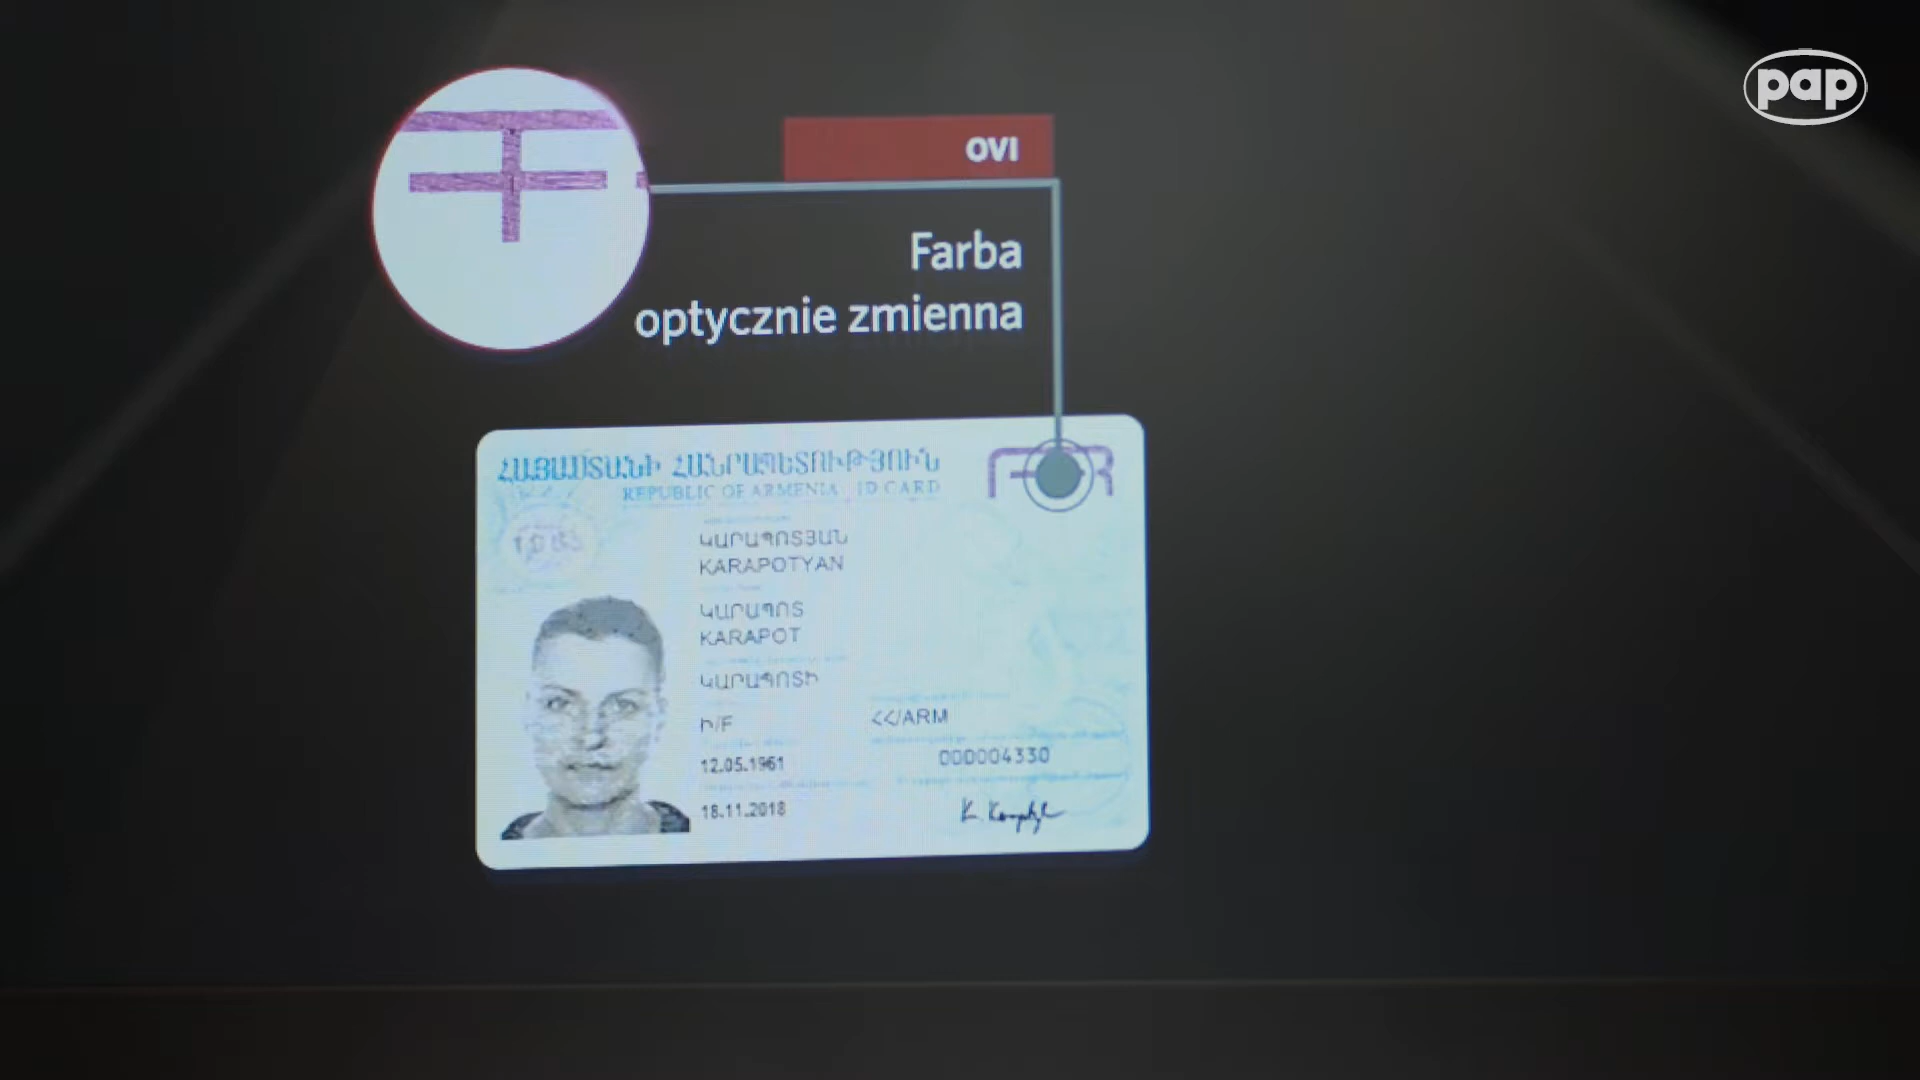 pap
OVI
Farba
optycznie zmienna
ՀԱՅԱՍՏԱՆԻ ՀԱՆՐԱՊԵՏՈՒԹՅՈՒՆ
REPUBLIC OF ARMENIA ID CARD
ԿԱՐԱՊՈՏՅԱՆ
KARAPOTYAN
ԿԱՐԱՊՈՏ
KARAPOT
ԿԱՐԱՊՈՏԻ
Ի/F
ՀՀ/ARM
12.05.1961
000004330
18.11.2018